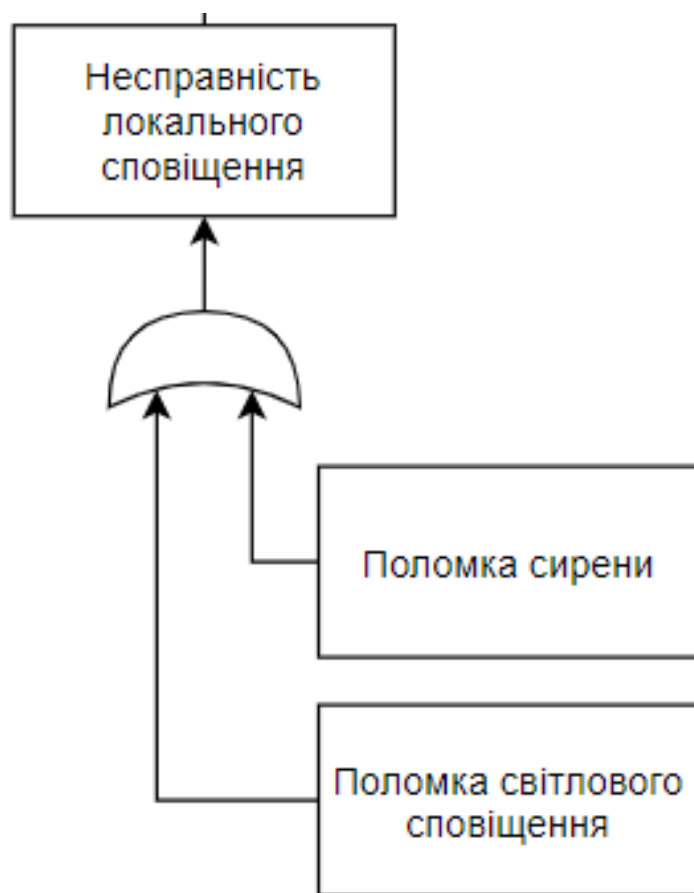 Несправність
локального
сповіщення
Поломка сирени
Поломка світлового
сповіщення